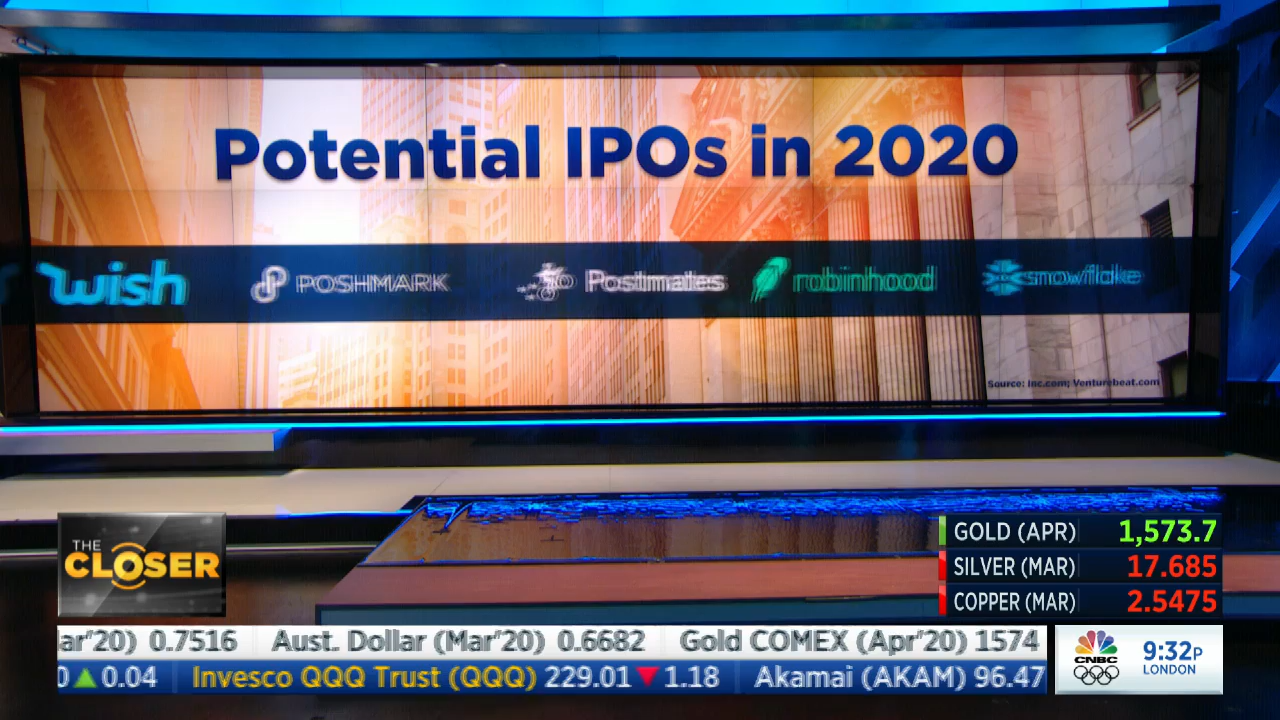 Potential IPOs in 2020
wish POSHMARK Postmates robinhood snowflake
Source: Inc.com; Venturebeat.com
THE
CLOSER
GOLD (APR) 1,573.7
SILVER (MAR) 17.685
COPPER (MAR) 2.5475
ar'20) 0.7516 Aust. Dollar (Mar'20) 0.6682 Gold COMEX (Apr'20) 1574
0 ▲ 0.04 Invesco QQQ Trust (QQQ) 229.01 ▼ 1.18 Akamai (AKAM) 96.47
CNBC
9:32P
LONDON